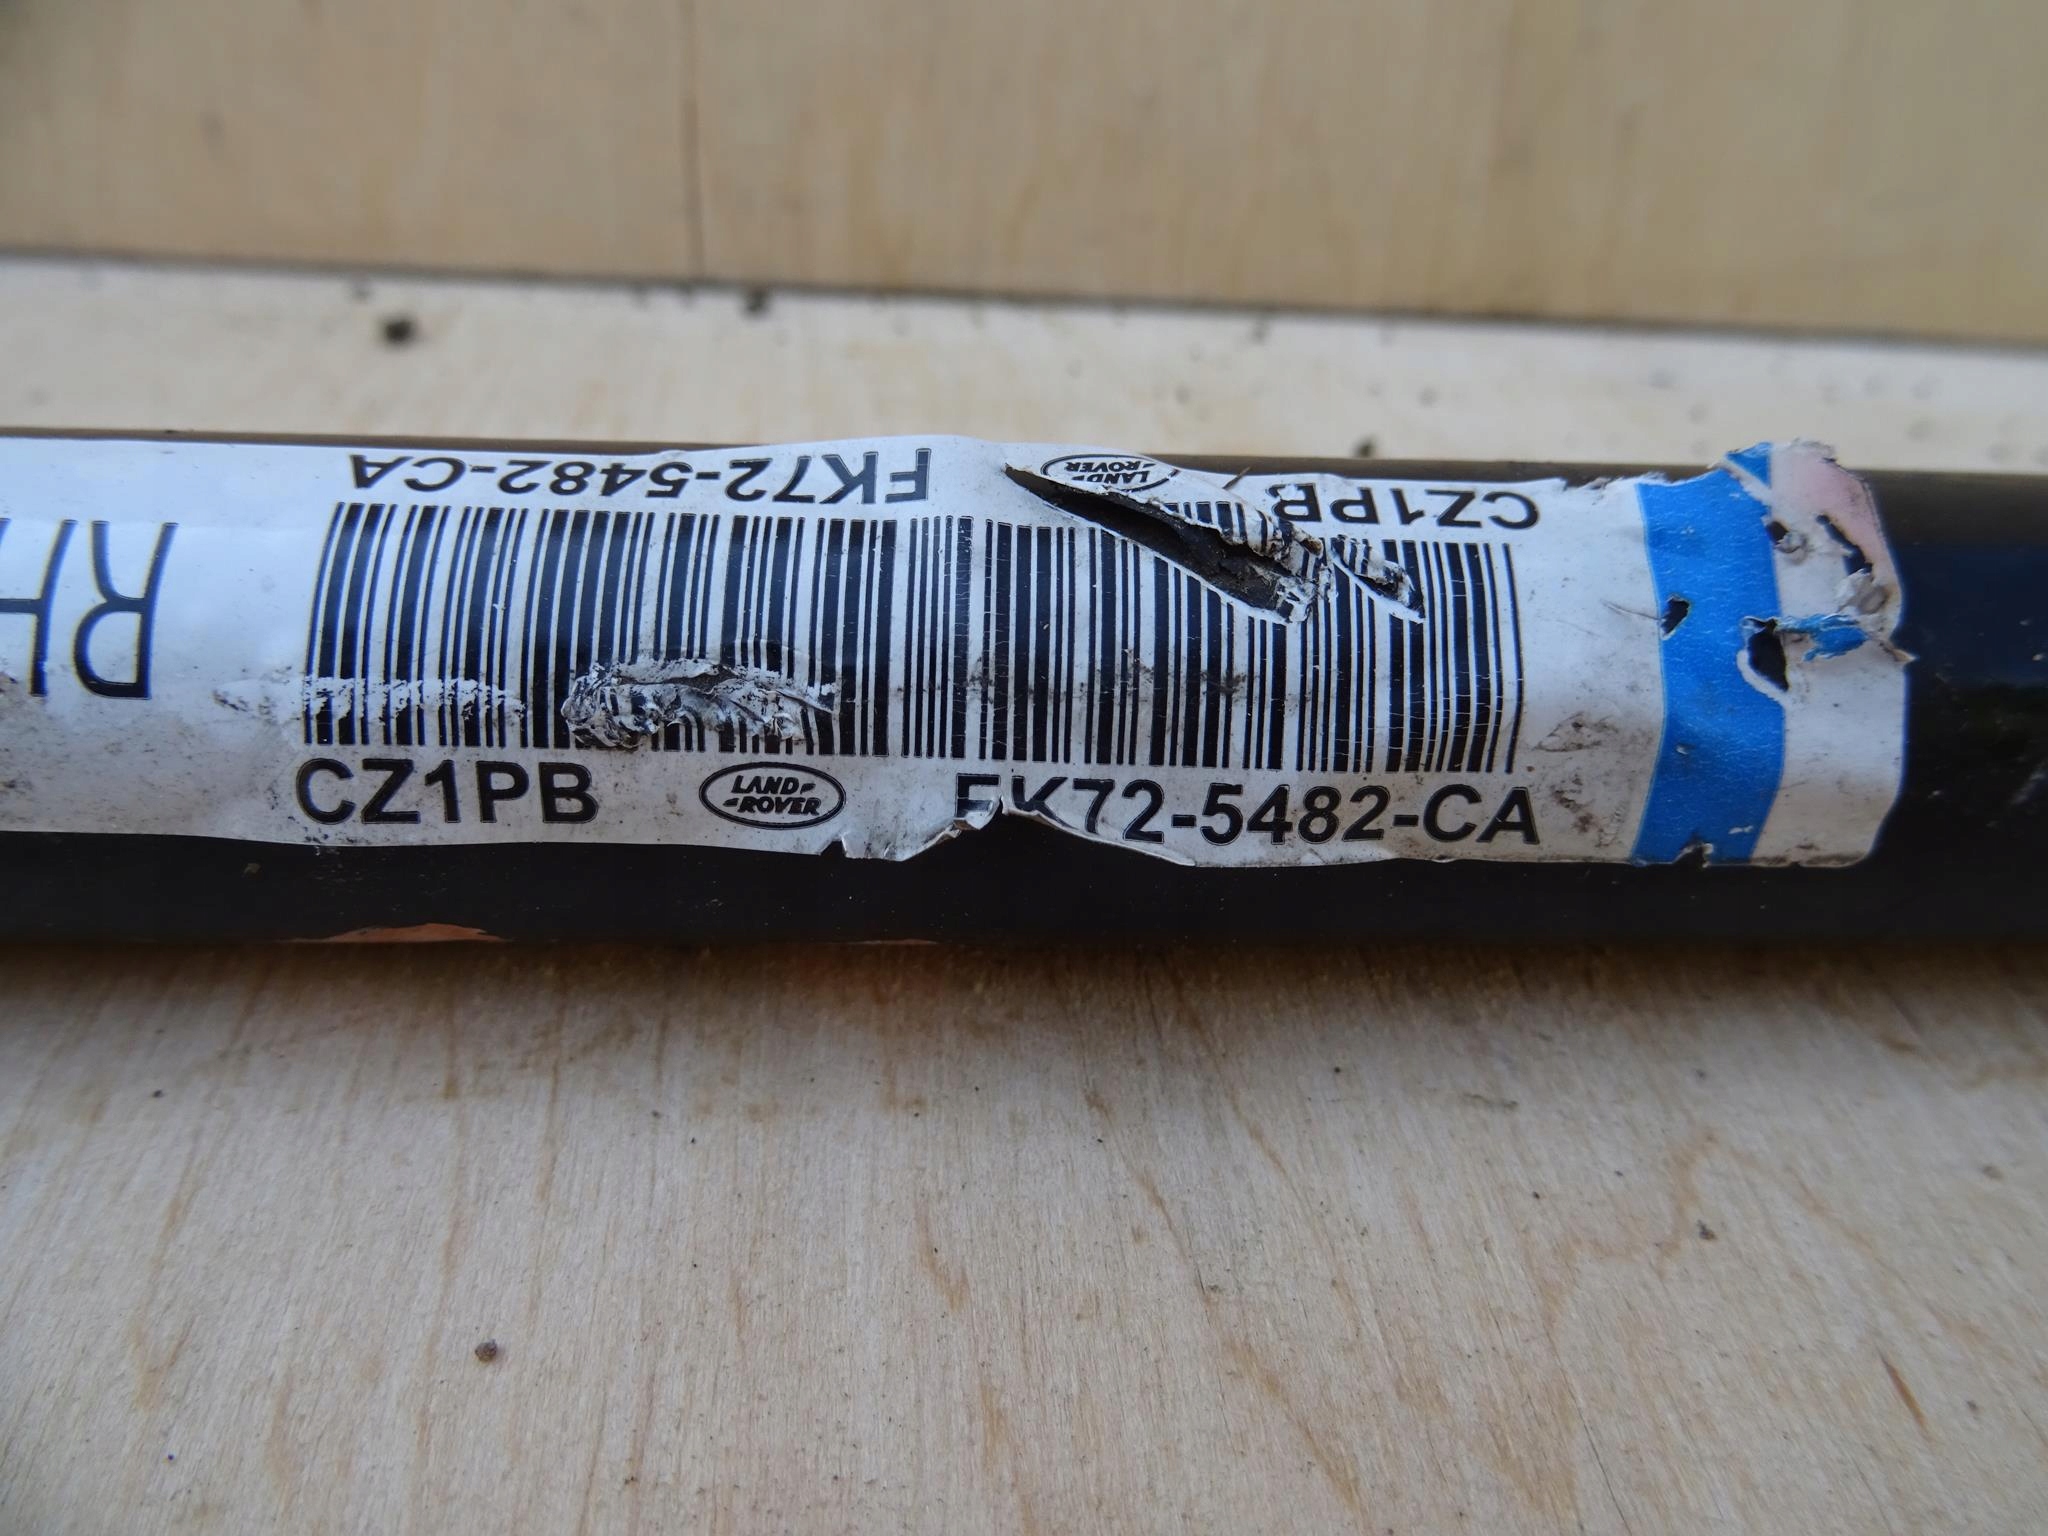 FK72-5482-CA
LAND ROVER
CZ1PB
RH
CZ1PB LAND ROVER FK72-5482-CA